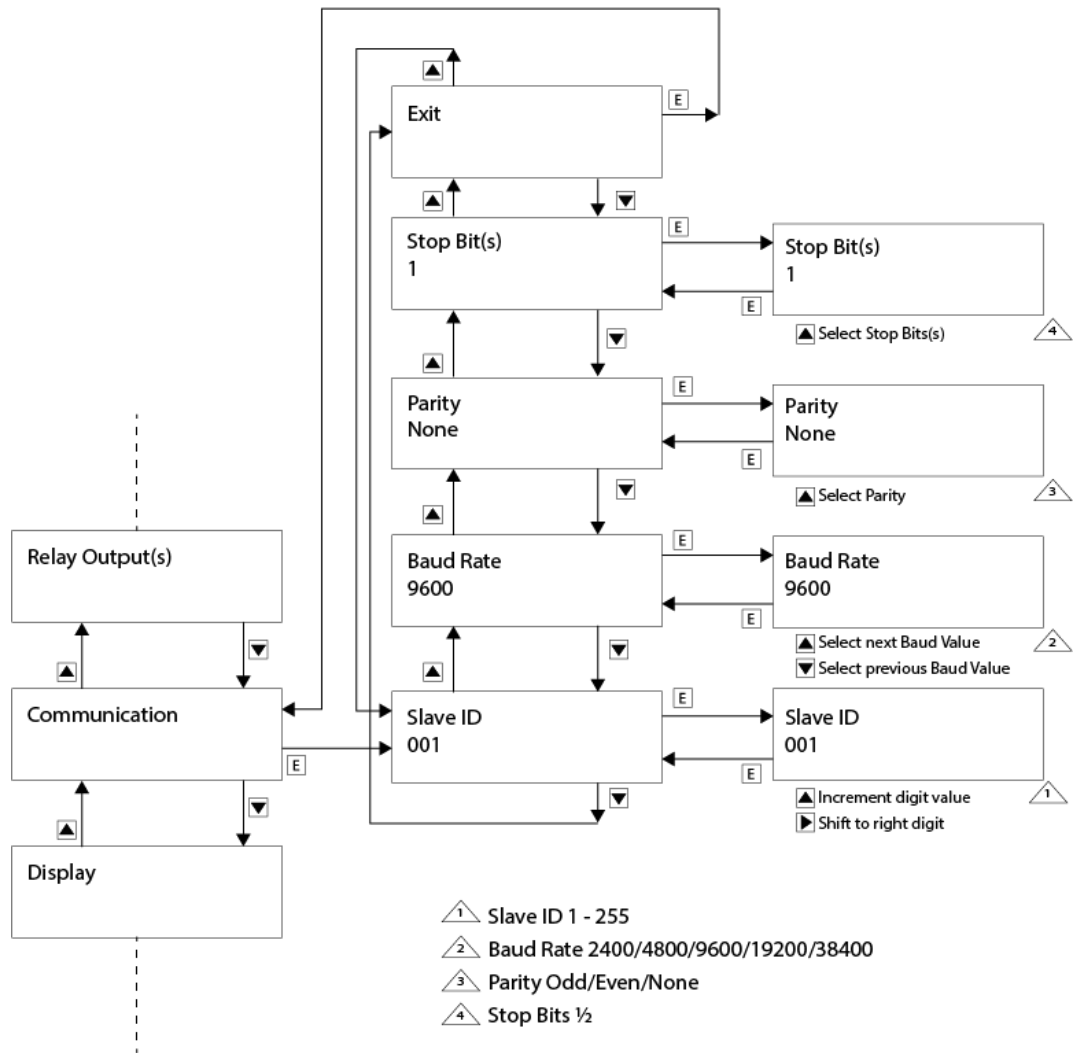 E
Exit
E
Stop Bit(s)
1
Stop Bit(s)
1
E
Select Stop Bits(s)
4
E
Parity
None
Parity
None
E
Select Parity
3
Relay Output(s)
E
Baud Rate
9600
Baud Rate
9600
E
Select next Baud Value
2
Select previous Baud Value
Communication
E
Slave ID
001
Slave ID
001
E
E
Increment digit value
1
Shift to right digit
Display
1 Slave ID 1 - 255
2 Baud Rate 2400/4800/9600/19200/38400
3 Parity Odd/Even/None
4 Stop Bits ½